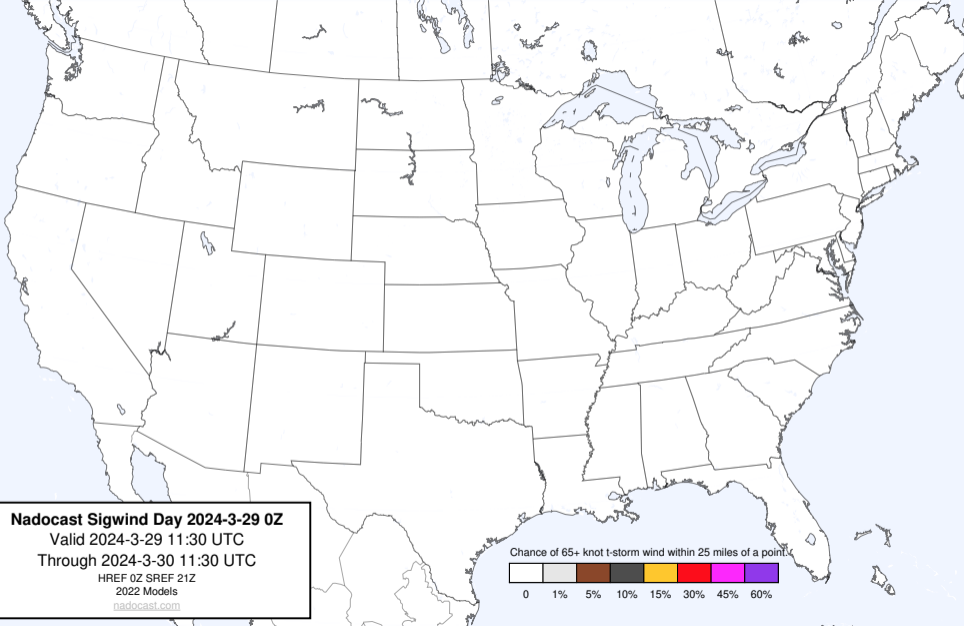 Nadocast Sigwind Day 2024-3-29 0Z
Valid 2024-3-29 11:30 UTC
Through 2024-3-30 11:30 UTC
HREF 0Z SREF 21Z
2022 Models
nadocast.com
Chance of 65+ knot t-storm wind within 25 miles of a point.
0 1% 5% 10% 15% 30% 45% 60%